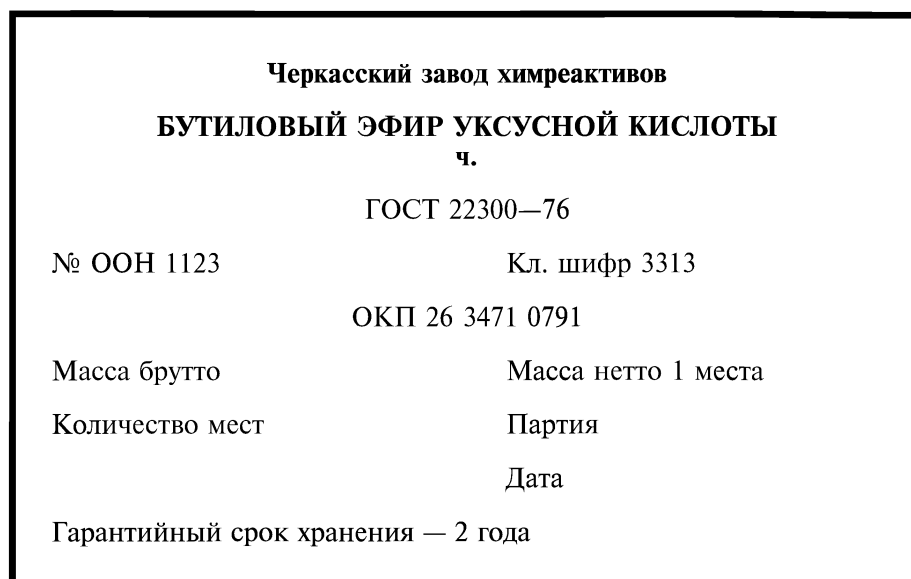 Черкасский завод химреактивов
БУТИЛОВЫЙ ЭФИР УКСУСНОЙ КИСЛОТЫ
ч.
ГОСТ 22300—76
№ ООН 1123 Кл. шифр 3313
ОКП 26 3471 0791
Масса брутто Масса нетто 1 места
Количество мест Партия
Дата
Гарантийный срок хранения — 2 года